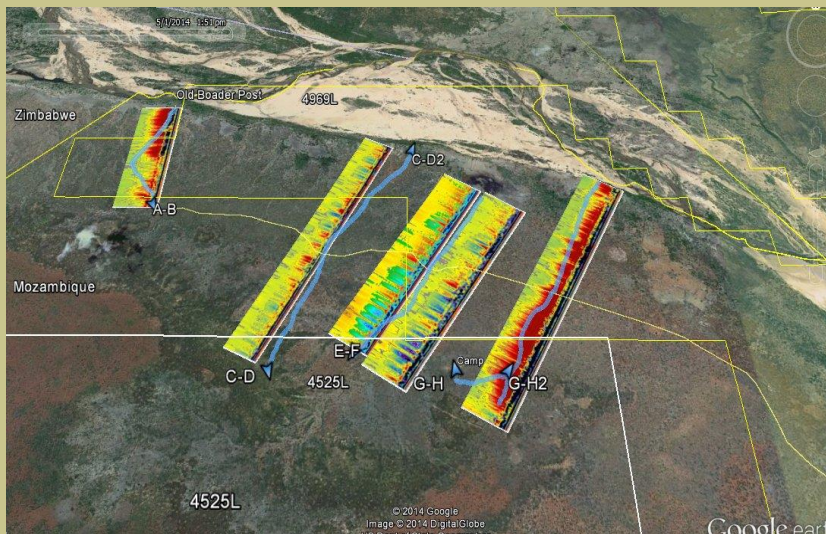 5/1/2014 1:51 pm
Old Boader Post
4969L
Zimbabwe
C-D2
A-B
Mozambique
E-F
Camp
C-D
4525L
G-H
G-H2
4525L
© 2014 Google
Image © 2014 DigitalGlobe
Google earth